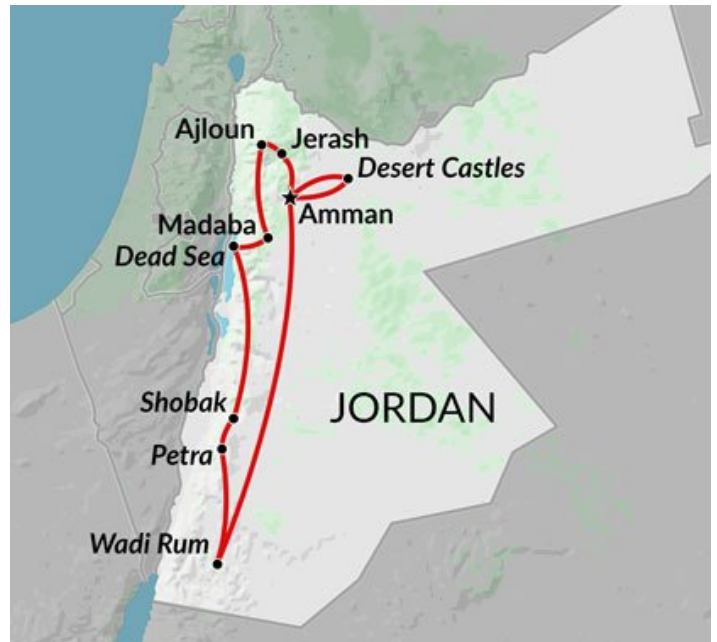 Ajloun
Jerash
Desert Castles
Amman
Madaba
Dead Sea
JORDAN
Shobak
Petra
Wadi Rum